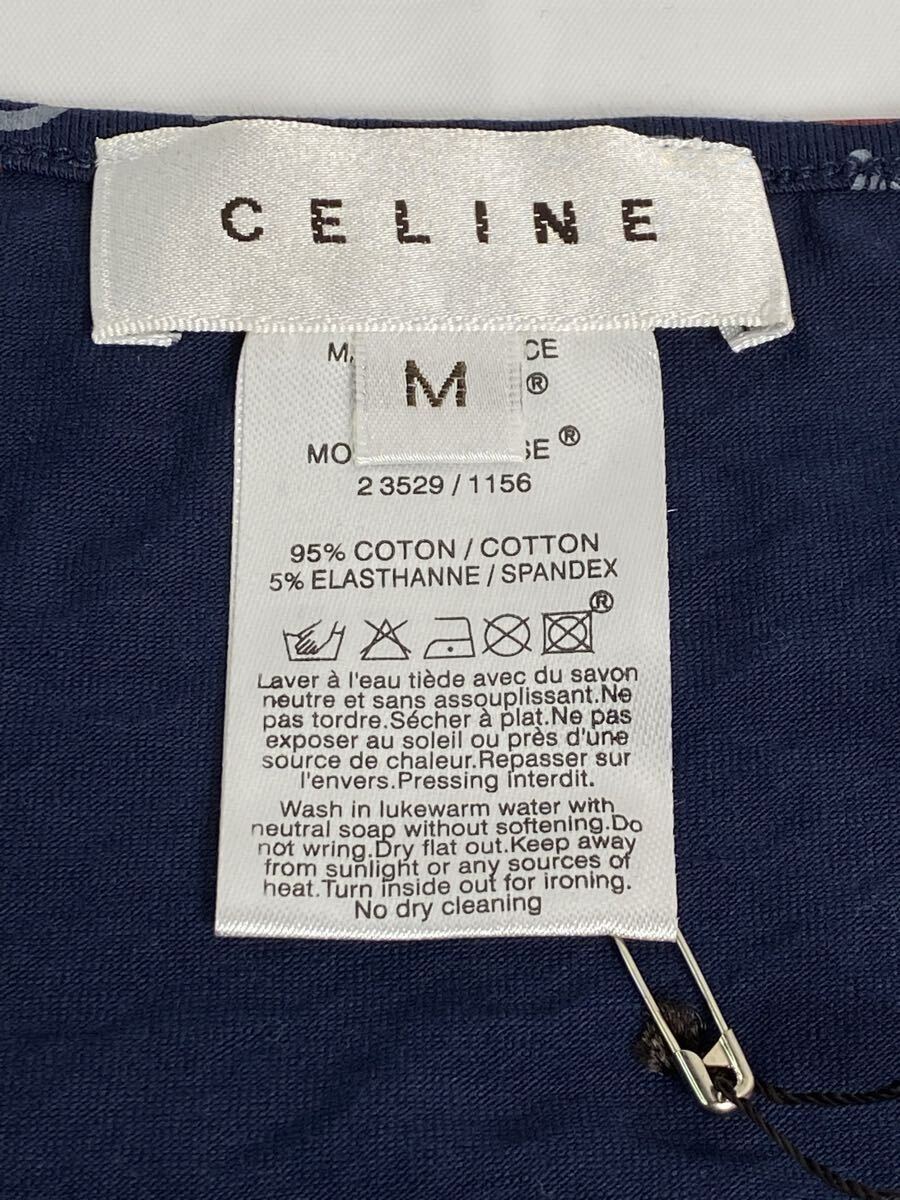 CELINE
M
®
®
2 3529 / 1156
95% COTON / COTTON
5% ELASTHANNE / SPANDEX
®
Laver à l'eau tiède avec du savon
neutre et sans assouplissant.Ne
pas tordre.Sécher à plat.Ne pas
exposer au soleil ou près d'une
source de chaleur.Repasser sur
l'envers.Pressing interdit.
Wash in lukewarm water with
neutral soap without softening.Do
not wring.Dry flat out.Keep away
from sunlight or any sources of
heat.Turn inside out for ironing.
No dry cleaning